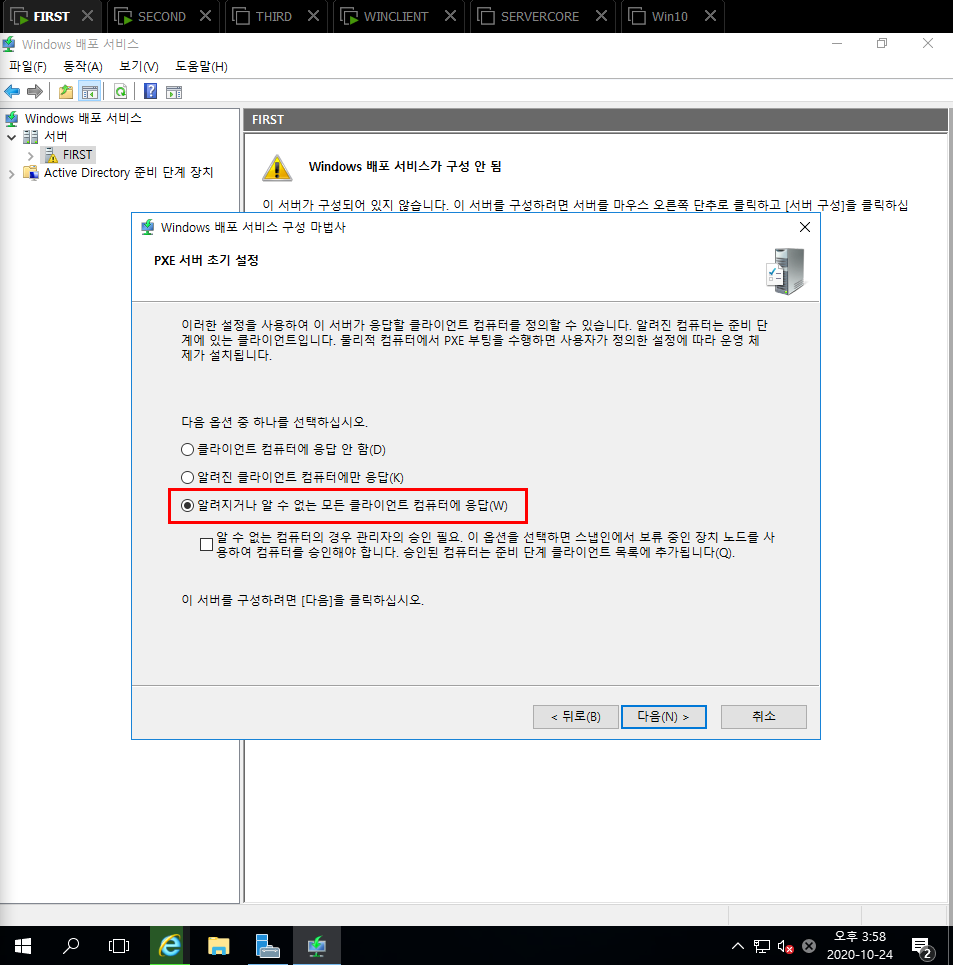 FIRST
SECOND
THIRD
WINCLIENT
SERVERCORE
Win10
Windows 배포 서비스
파일(F) 동작(A) 보기(V) 도움말(H)
Windows 배포 서비스
서버
FIRST
Active Directory 준비 단계 장치
FIRST
Windows 배포 서비스가 구성 안 됨
이 서버가 구성되어 있지 않습니다. 이 서버를 구성하려면 서버를 마우스 오른쪽 단추로 클릭하고 [서버 구성]을 클릭하십
Windows 배포 서비스 구성 마법사
PXE 서버 초기 설정
이러한 설정을 사용하여 이 서버가 응답할 클라이언트 컴퓨터를 정의할 수 있습니다. 알려진 컴퓨터는 준비 단
계에 있는 클라이언트입니다. 물리적 컴퓨터에서 PXE 부팅을 수행하면 사용자가 정의한 설정에 따라 운영 체
제가 설치됩니다.
다음 옵션 중 하나를 선택하십시오.
클라이언트 컴퓨터에 응답 안 함(D)
알려진 클라이언트 컴퓨터에만 응답(K)
알려지거나 알 수 없는 모든 클라이언트 컴퓨터에 응답(W)
알 수 없는 컴퓨터의 경우 관리자의 승인 필요. 이 옵션을 선택하면 스냅인에서 보류 중인 장치 노드를 사
용하여 컴퓨터를 승인해야 합니다. 승인된 컴퓨터는 준비 단계 클라이언트 목록에 추가됩니다(Q).
이 서버를 구성하려면 [다음]을 클릭하십시오.
< 뒤로(B) 다음(N) > 취소
오후 3:58
2020-10-24
2